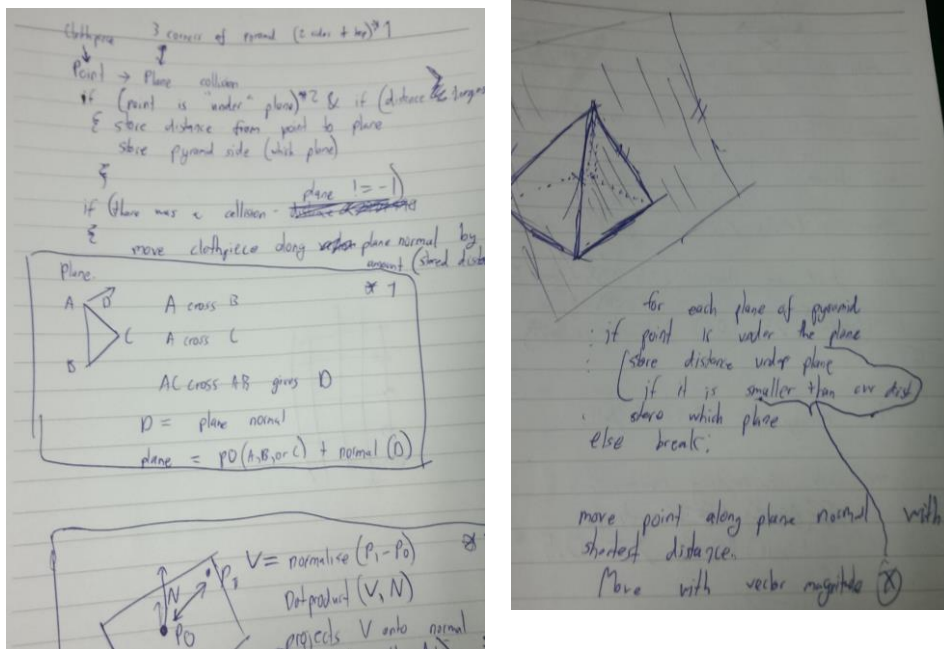 Clothpiece 3 corners of pyramid (2 sides + top) * 1
Point → Plane collision
if (point is "under" plane)*2 & if (distance
{ store distance from point to plane
store pyramid side (which plane)
}
if (there was a collision - plane != -1)
{
move clothpiece along plane normal by
amount (stored dist
Plane.
* 1
A D
A cross B
C
A cross C
B
AC cross AB gives D
D = plane normal
plane = P0 (A, B, or C) + normal (D)
V = normalise (P1 - P0)
N P1
Dotproduct (V, N)
P0
projects V onto normal
for each plane of pyramid
if point is under the plane
store distance under plane
if it is smaller than our dist
store which plane
else break;
move point along plane normal with
shortest distance.
Move with vector magnitude X